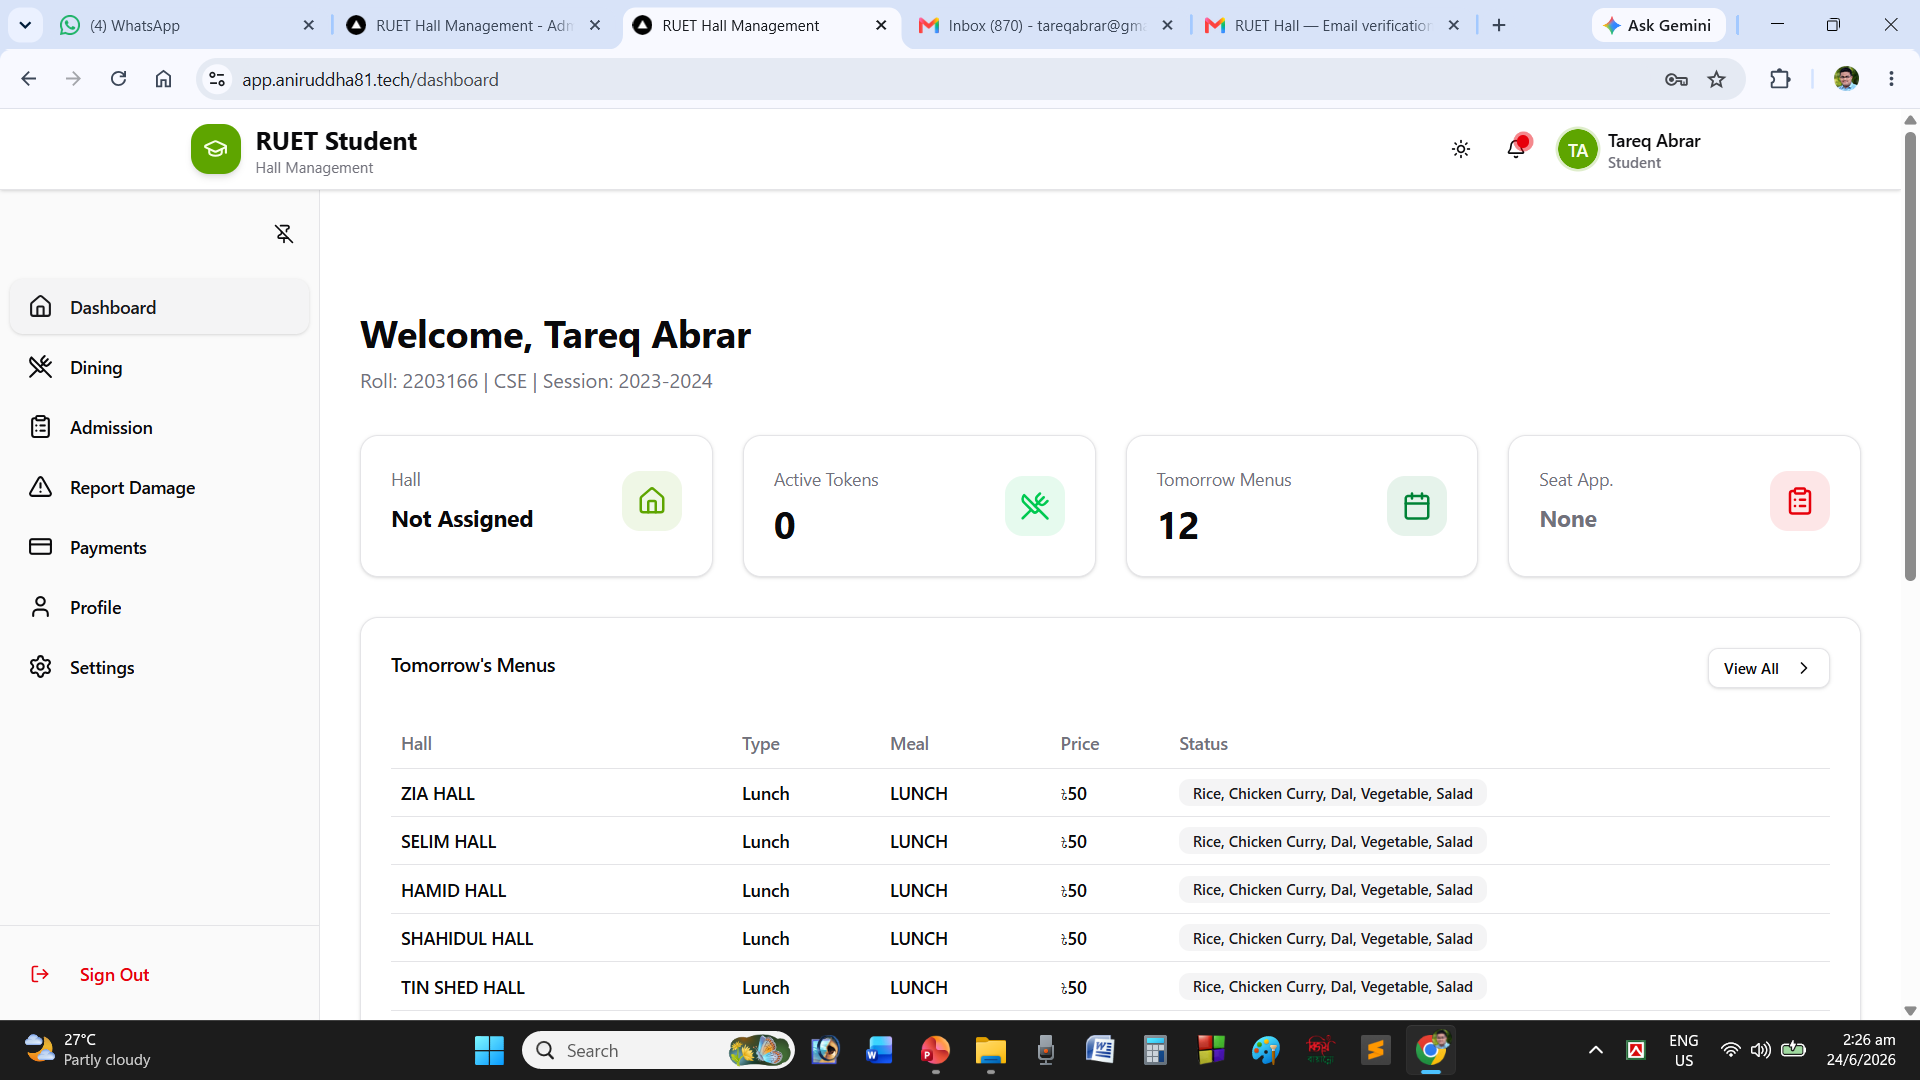 (4) WhatsApp
RUET Hall Management - Adm
RUET Hall Management
Inbox (870) - tareqabrar@gma
RUET Hall — Email verification
Ask Gemini
app.aniruddha81.tech/dashboard
RUET Student
Hall Management
TA
Tareq Abrar
Student
Dashboard
Dining
Admission
Report Damage
Payments
Profile
Settings
Sign Out
Welcome, Tareq Abrar
Roll: 2203166 | CSE | Session: 2023-2024
Hall
Not Assigned
Active Tokens
0
Tomorrow Menus
12
Seat App.
None
Tomorrow's Menus
View All
Hall Type Meal Price Status
ZIA HALL Lunch LUNCH ৳50 Rice, Chicken Curry, Dal, Vegetable, Salad
SELIM HALL Lunch LUNCH ৳50 Rice, Chicken Curry, Dal, Vegetable, Salad
HAMID HALL Lunch LUNCH ৳50 Rice, Chicken Curry, Dal, Vegetable, Salad
SHAHIDUL HALL Lunch LUNCH ৳50 Rice, Chicken Curry, Dal, Vegetable, Salad
TIN SHED HALL Lunch LUNCH ৳50 Rice, Chicken Curry, Dal, Vegetable, Salad
27°C
Partly cloudy
Search
ENG
US
2:26 am
24/6/2026